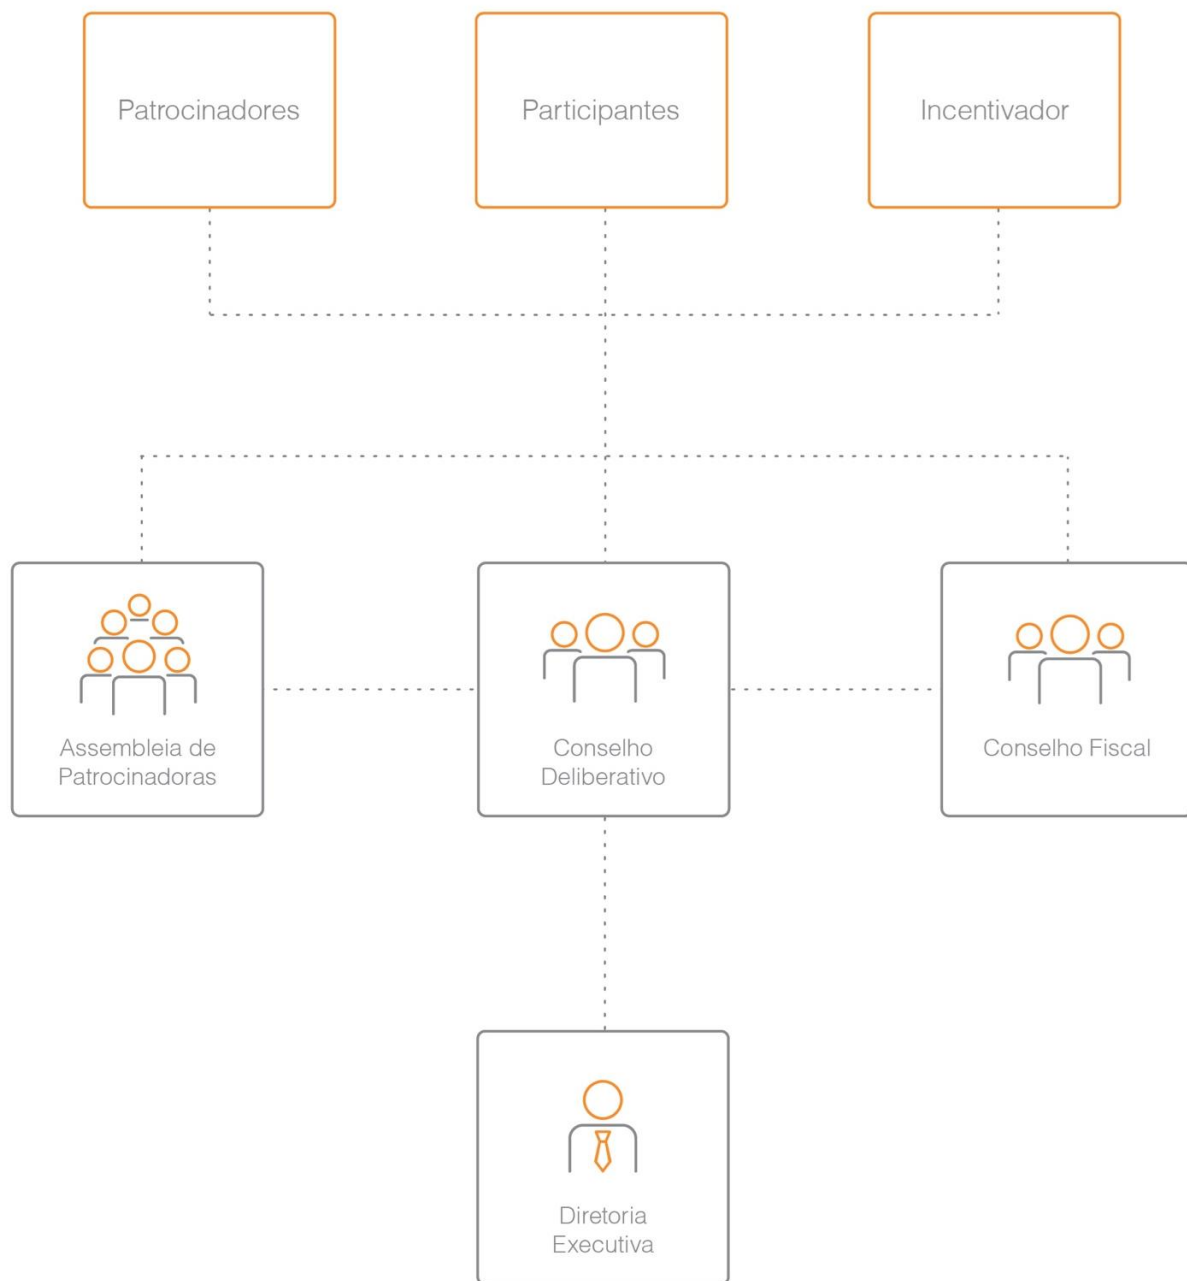 Patrocinadores
Participantes
Incentivador
Assembleia de
Patrocinadoras
Conselho
Deliberativo
Conselho Fiscal
Diretoria
Executiva